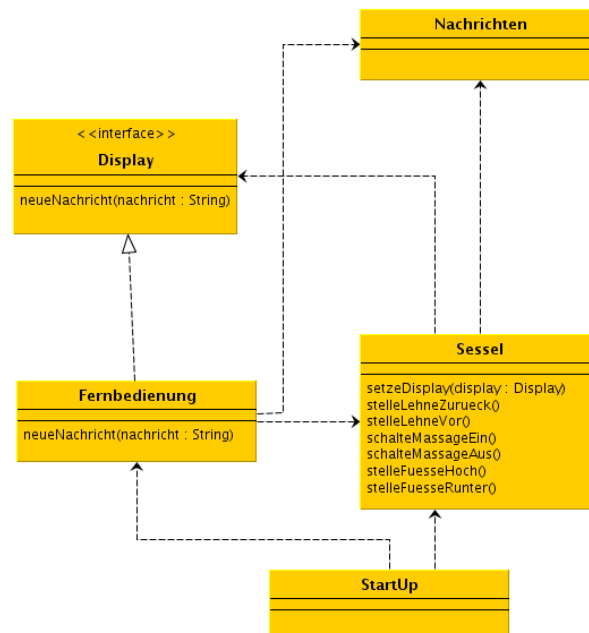 Nachrichten
<<interface>>
Display
neueNachricht(nachricht : String)
Sessel
setzeDisplay(display : Display)
stelleLehneZurueck()
stelleLehneVor()
schalteMassageEin()
schalteMassageAus()
stelleFuesseHoch()
stelleFuesseRunter()
Fernbedienung
neueNachricht(nachricht : String)
StartUp